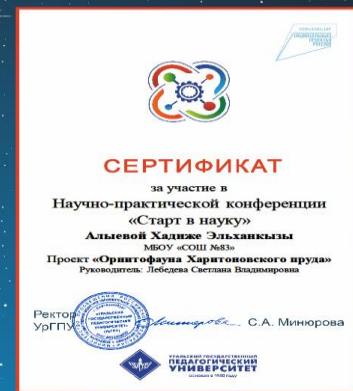 СЕРТИФИКАТ
за участие в
Научно-практической конференции
«Старт в науку»
Алыевой Хадиже Эльханкызы
МБОУ «СОШ №83»
Проект «Орнитофауна Харитоновского пруда»
Руководитель: Лебедева Светлана Владимировна
Ректор
УрГПУ
С.А. Минюрова
УРАЛЬСКИЙ ГОСУДАРСТВЕННЫЙ
ПЕДАГОГИЧЕСКИЙ
УНИВЕРСИТЕТ